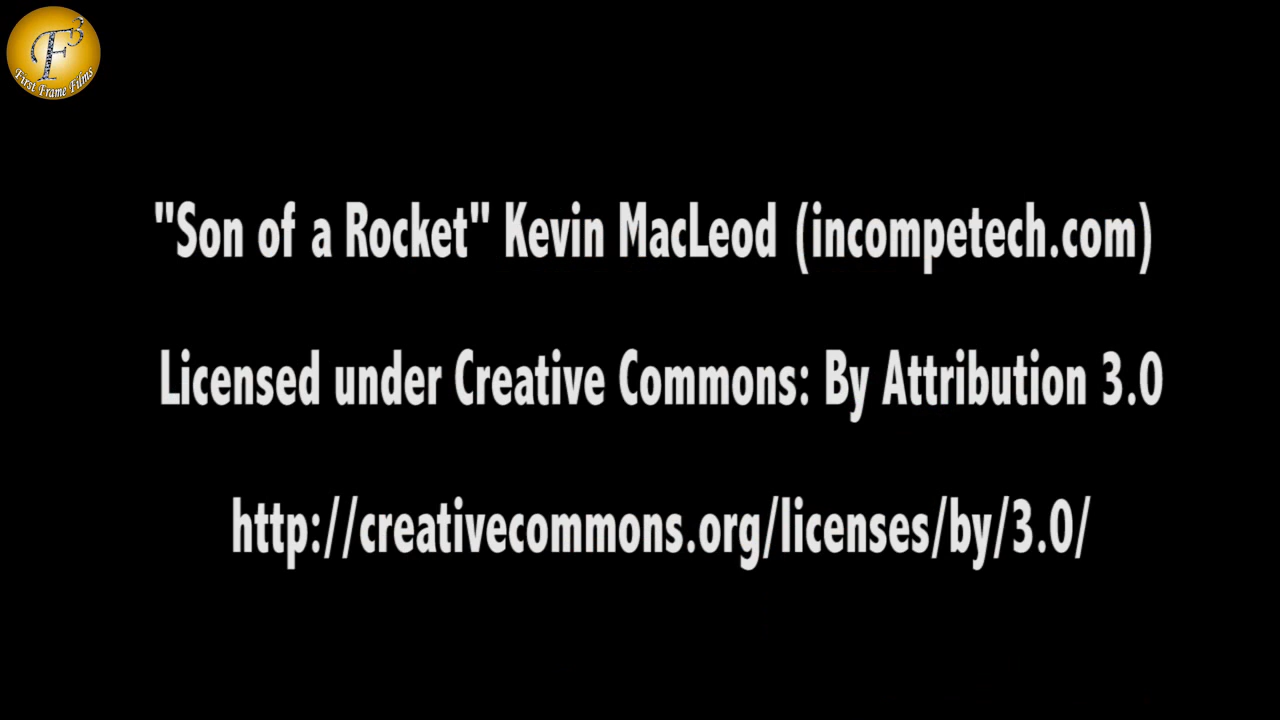 F3
First Frame Films
"Son of a Rocket" Kevin MacLeod (incompetech.com)
Licensed under Creative Commons: By Attribution 3.0
http://creativecommons.org/licenses/by/3.0/